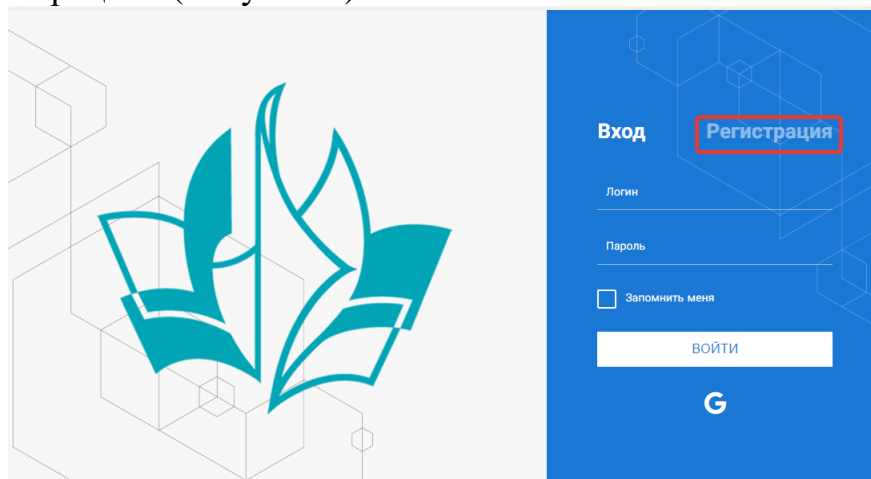 Вход Регистрация
Логин
Пароль
Запомнить меня
ВОЙТИ
G